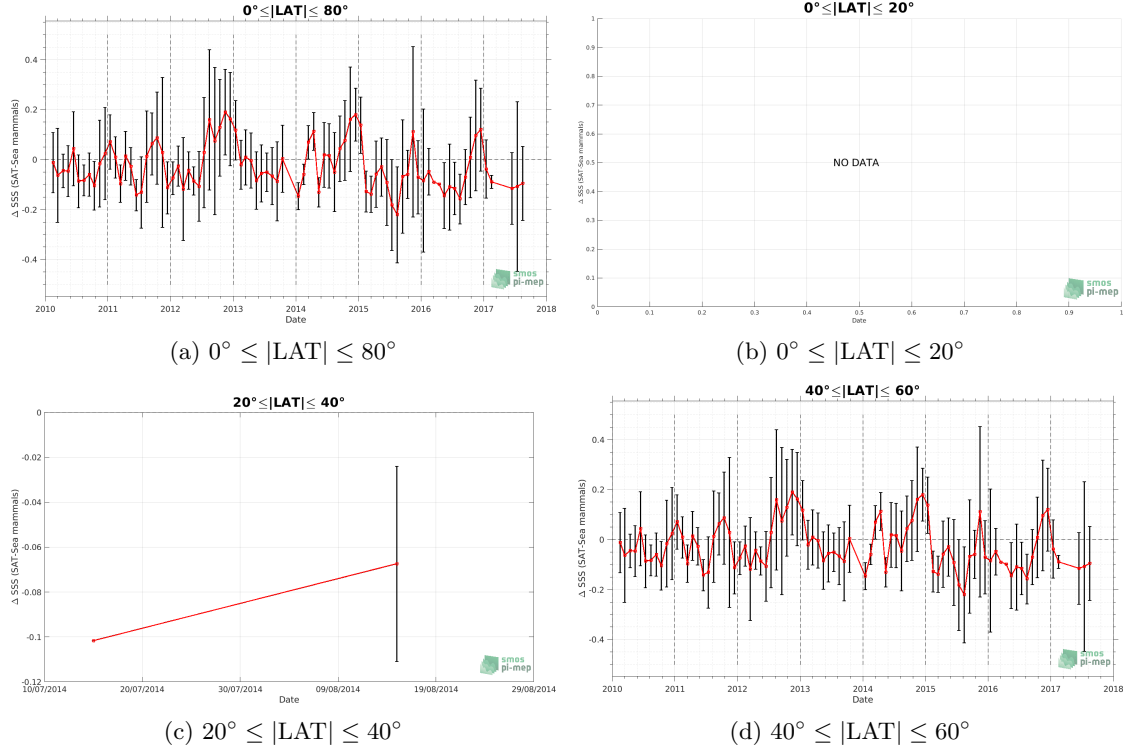 0°≤|LAT|≤ 80°
Δ SSS (SAT-Sea mammals)
0.4
0.2
0
-0.2
-0.4
2010 2011 2012 2013 2014 2015 2016 2017 2018
Date
smos
pi-mep
(a) 0° ≤ |LAT| ≤ 80°
0°≤|LAT|≤ 20°
Δ SSS (SAT-Sea mammals)
1
0.9
0.8
0.7
0.6
0.5
0.4
0.3
0.2
0.1
0
NO DATA
0 0.1 0.2 0.3 0.4 0.5 0.6 0.7 0.8 0.9 1
Date
smos
pi-mep
(b) 0° ≤ |LAT| ≤ 20°
20°≤|LAT|≤ 40°
Δ SSS (SAT-Sea mammals)
0
-0.02
-0.04
-0.06
-0.08
-0.1
-0.12
10/07/2014 20/07/2014 30/07/2014 09/08/2014 19/08/2014 29/08/2014
Date
smos
pi-mep
(c) 20° ≤ |LAT| ≤ 40°
40°≤|LAT|≤ 60°
Δ SSS (SAT-Sea mammals)
0.4
0.2
0
-0.2
-0.4
2010 2011 2012 2013 2014 2015 2016 2017 2018
Date
smos
pi-mep
(d) 40° ≤ |LAT| ≤ 60°